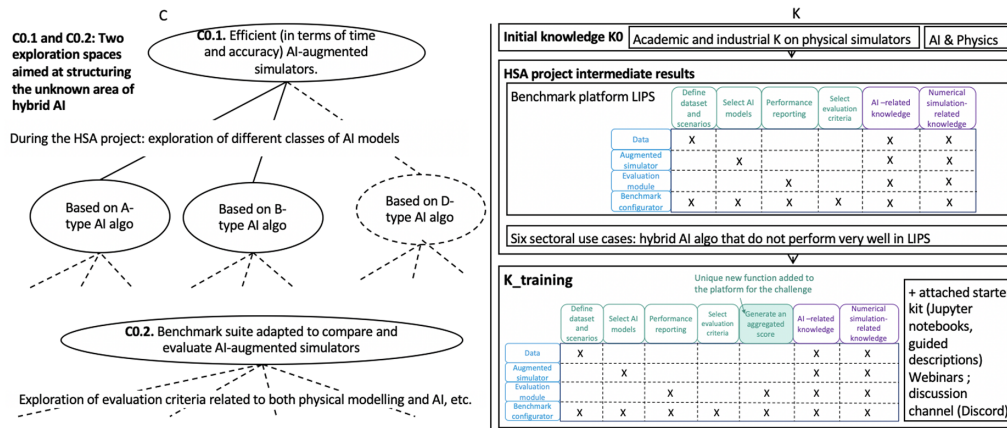 C
C0.1 and C0.2: Two
exploration spaces
aimed at structuring
the unknown area of
hybrid AI
C0.1. Efficient (in terms of time
and accuracy) AI-augmented
simulators.
During the HSA project: exploration of different classes of AI models
Based on A-
type AI algo
Based on B-
type AI algo
Based on D-
type AI algo
C0.2. Benchmark suite adapted to compare and
evaluate AI-augmented simulators
Exploration of evaluation criteria related to both physical modelling and AI, etc.
K
Initial knowledge K0
Academic and industrial K on physical simulators
AI & Physics
HSA project intermediate results
Benchmark platform LIPS
Define
dataset
and
scenarios
Select AI
models
Performance
reporting
Select
evaluation
criteria
AI –related
knowledge
Numerical
simulation-
related
knowledge
Data
X X X
Augmented
simulator
X X X
Evaluation
module
X X X
Benchmark
configurator
X X X X X X
Six sectoral use cases: hybrid AI algo that do not perform very well in LIPS
K_training
Unique new function added to
the platform for the challenge
Define
dataset
and
scenarios
Select AI
models
Performance
reporting
Select
evaluation
criteria
Generate an
aggregated
score
AI –related
knowledge
Numerical
simulation-
related
knowledge
Data
X X X
Augmented
simulator
X X X
Evaluation
module
X X X X
Benchmark
configurator
X X X X X X X
+ attached starter
kit (Jupyter
notebooks,
guided
descriptions)
Webinars ;
discussion
channel (Discord)